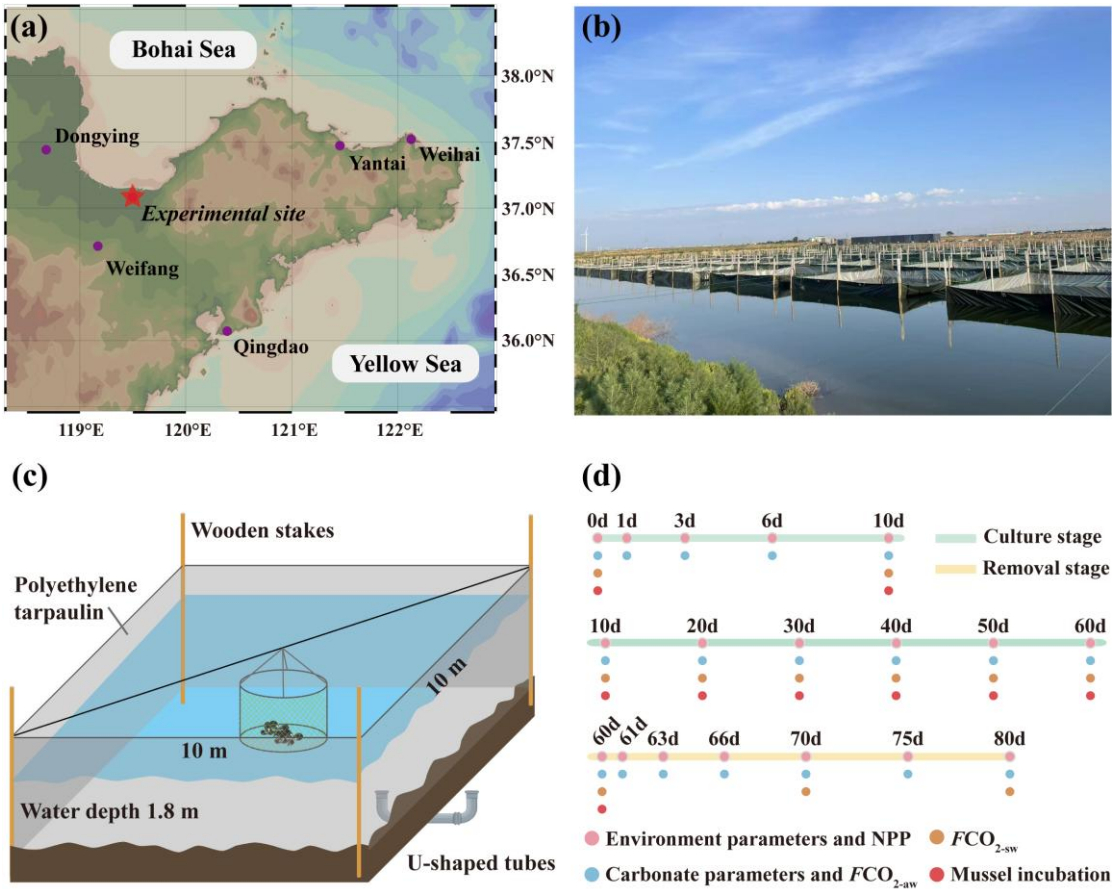 (a)
Bohai Sea
38.0°N
Dongying
37.5°N
Yantai
Weihai
37.0°N
Experimental site
Weifang
36.5°N
36.0°N
Qingdao
Yellow Sea
119°E 120°E 121°E 122°E
(b)
(c)
Wooden stakes
Polyethylene
tarpaulin
10 m
10 m
Water depth 1.8 m
U-shaped tubes
(d)
0d 1d 3d 6d 10d
Culture stage
Removal stage
10d 20d 30d 40d 50d 60d
60d 61d 63d 66d 70d 75d 80d
Environment parameters and NPP
FCO2-sw
Carbonate parameters and FCO2-aw
Mussel incubation